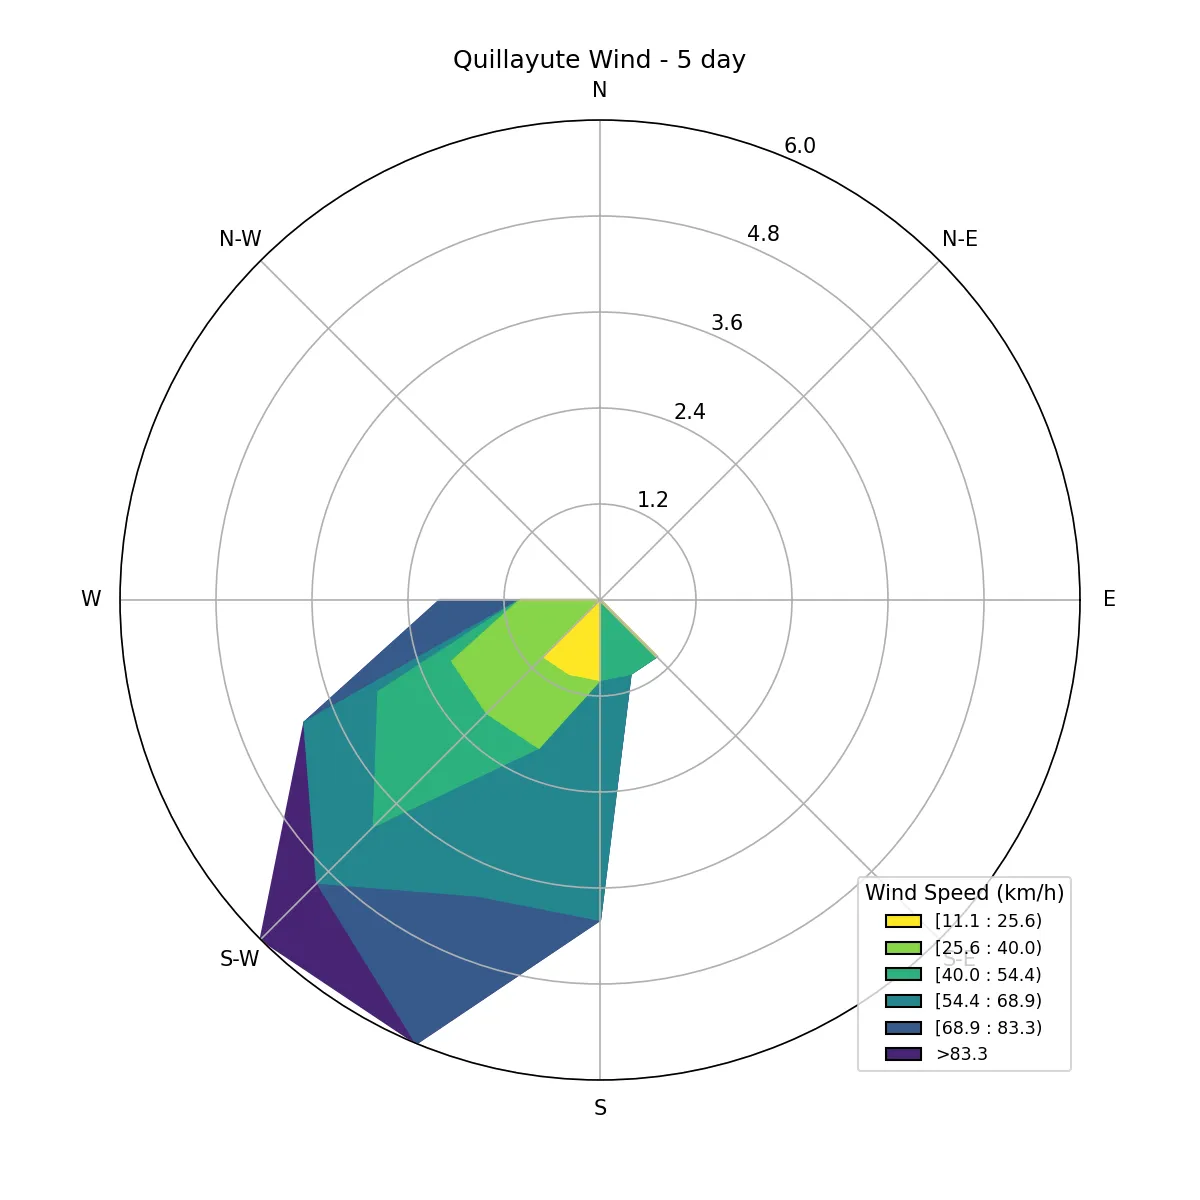 Quillayute Wind - 5 day
N
6.0
N-W
4.8
N-E
3.6
2.4
1.2
W
E
Wind Speed (km/h)
[11.1 : 25.6)
[25.6 : 40.0)
S-E
[40.0 : 54.4)
[54.4 : 68.9)
[68.9 : 83.3)
>83.3
S-W
S